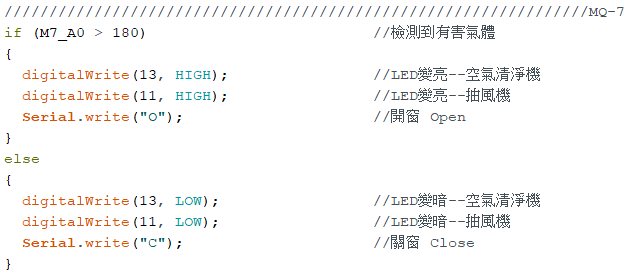 //////////////////////////////////////////////////////////////////MQ-7
if (M7_A0 > 180)                          //檢測到有害氣體
{
  digitalWrite(13, HIGH);                 //LED變亮--空氣清淨機
  digitalWrite(11, HIGH);                 //LED變亮--抽風機
  Serial.write("O");                      //開窗 Open
}
else
{
  digitalWrite(13, LOW);                  //LED變暗--空氣清淨機
  digitalWrite(11, LOW);                  //LED變暗--抽風機
  Serial.write("C");                      //關窗 Close
}